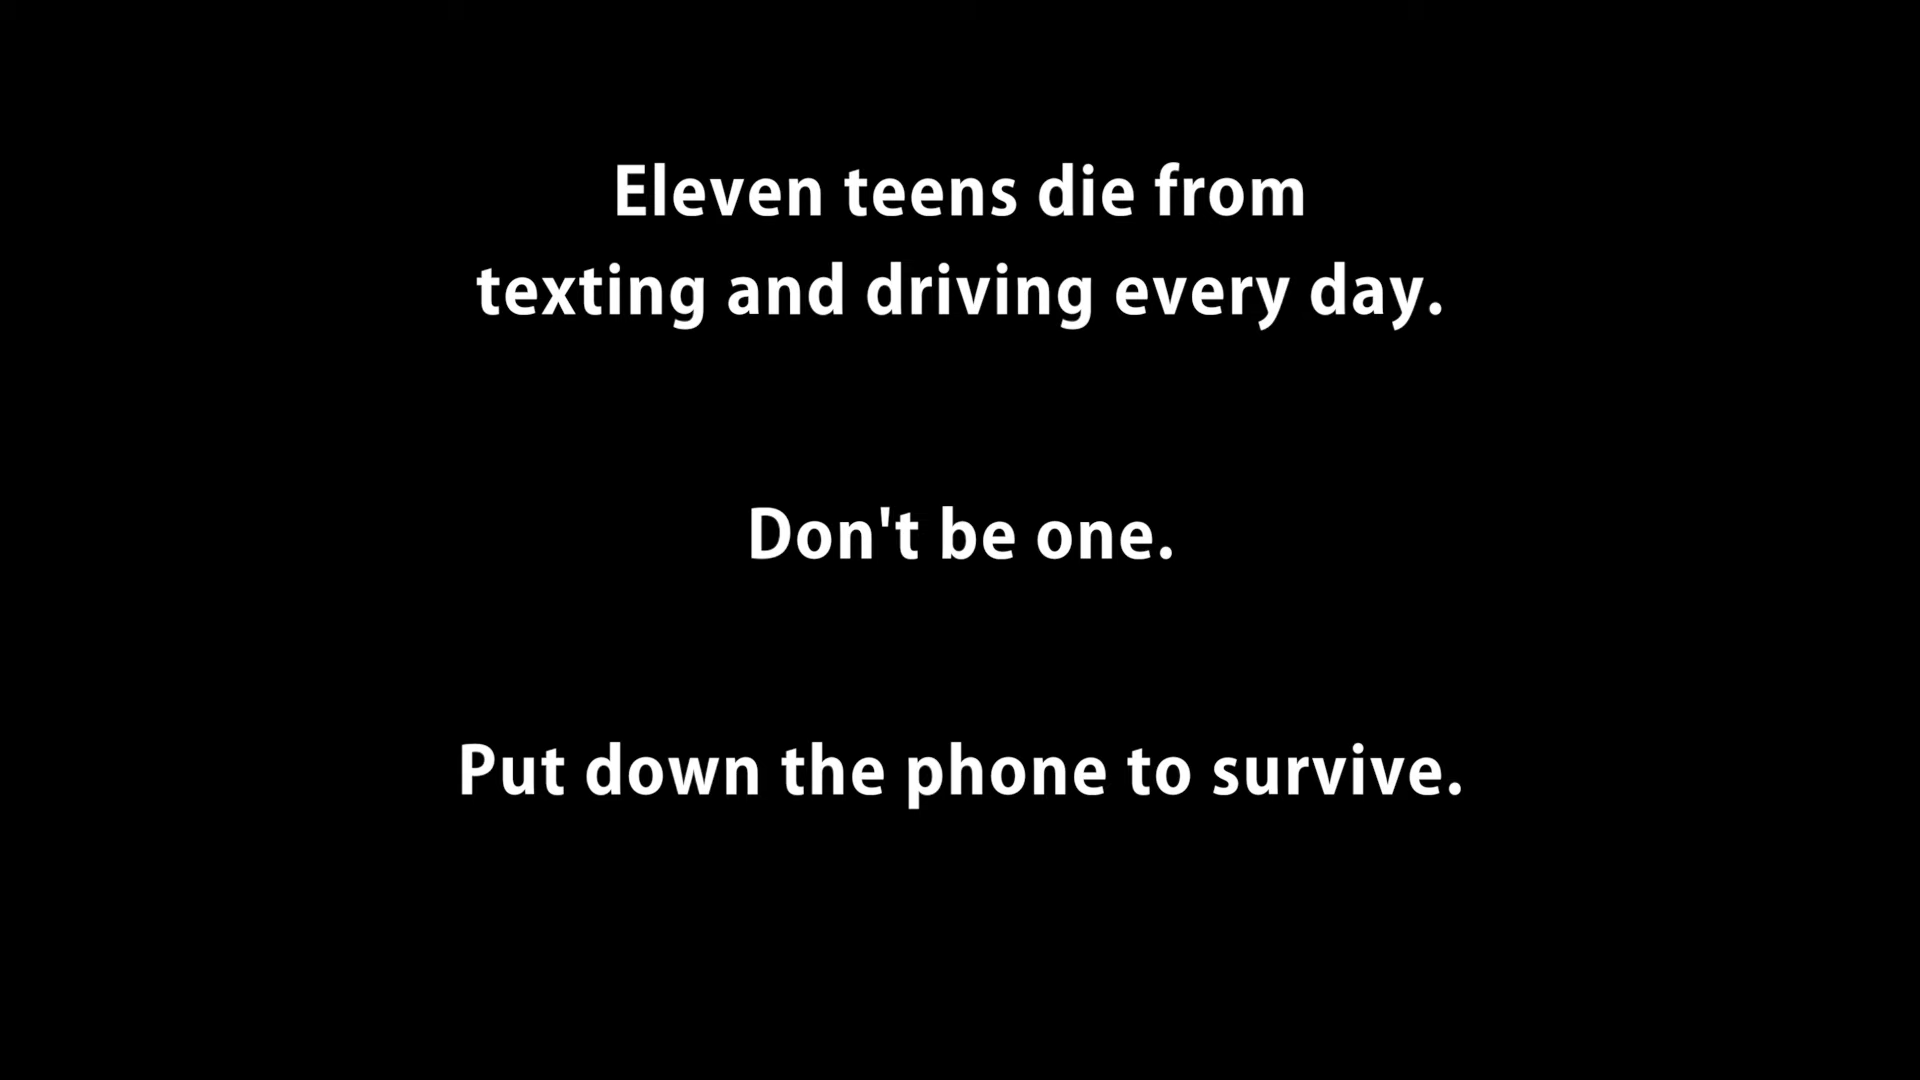 Eleven teens die from
texting and driving every day.
Don't be one.
Put down the phone to survive.